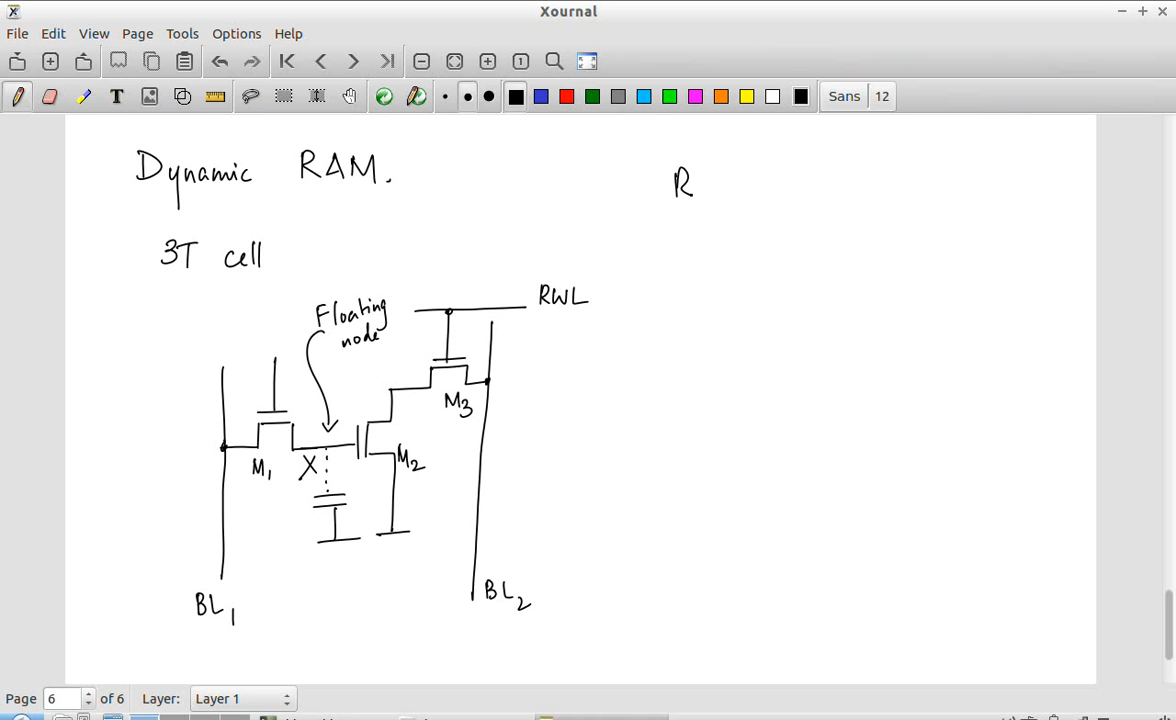 Xournal
File Edit View Page Tools Options Help
Sans 12
Dynamic RAM.
R
3T cell
Floating
node
RWL
M3
M1
X
M2
BL1
BL2
Page 6 of 6 Layer: Layer 1